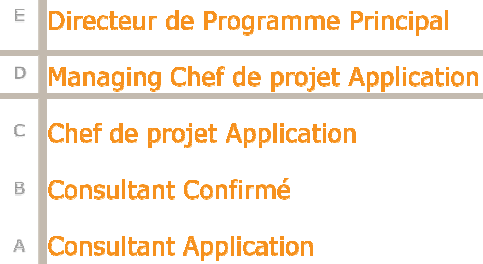 E Directeur de Programme Principal
D Managing Chef de projet Application
C Chef de projet Application
B Consultant Confirmé
A Consultant Application